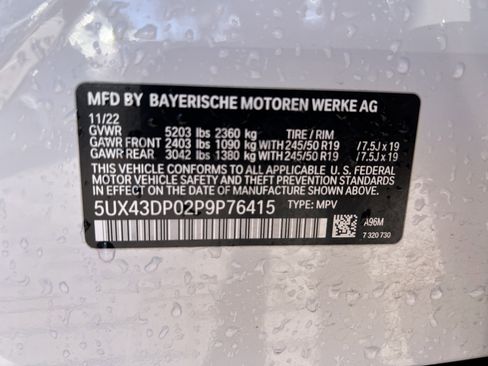 MFD BY BAYERISCHE MOTOREN WERKE AG
11/22
GVWR 5203 lbs 2360 kg TIRE / RIM
GAWR FRONT 2403 lbs 1090 kg WITH 245/50 R19 / 7.5J x 19
GAWR REAR 3042 lbs 1380 kg WITH 245/50 R19 / 7.5J x 19
THIS VEHICLE CONFORMS TO ALL APPLICABLE U.S. FEDERAL
MOTOR VEHICLE SAFETY AND THEFT PREVENTION STANDARDS
IN EFFECT ON THE DATE OF MANUFACTURE SHOWN ABOVE.
5UX43DP02P9P76415 TYPE: MPV
A96M
7 320 730